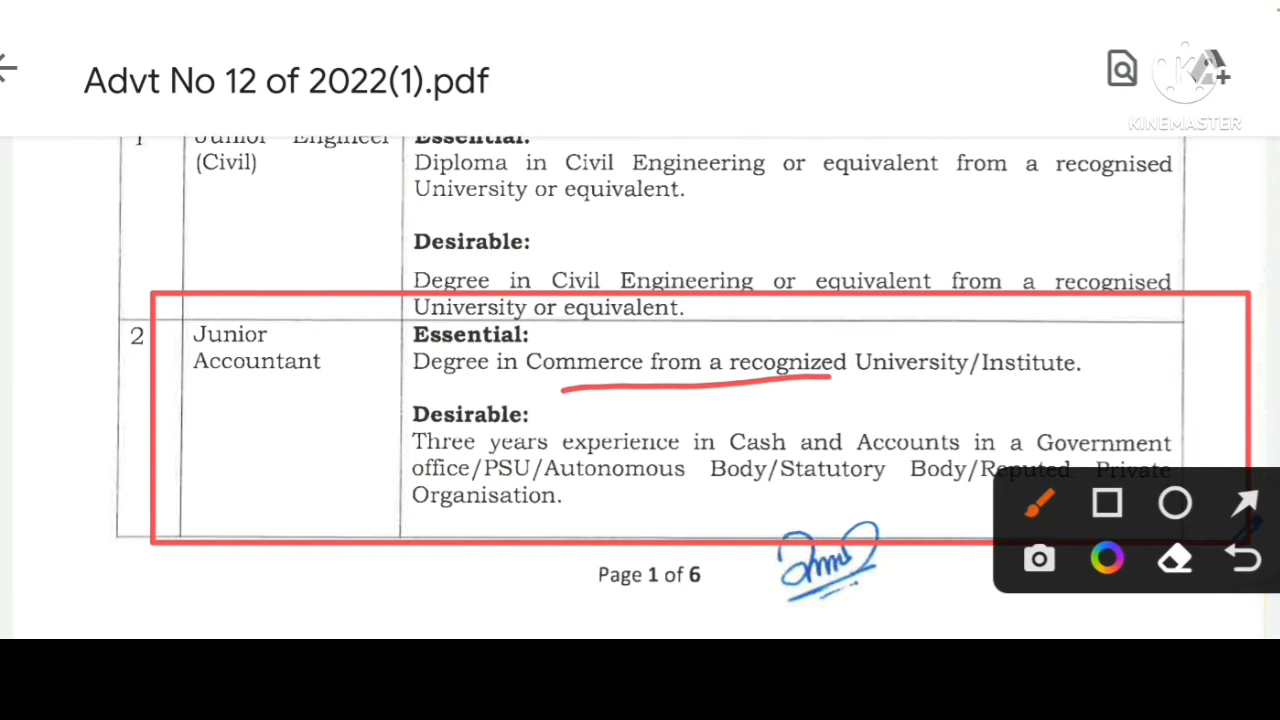 Advt No 12 of 2022(1).pdf
KINEMASTER
1 Junior Engineer Essential:
(Civil) Diploma in Civil Engineering or equivalent from a recognised
University or equivalent.
Desirable:
Degree in Civil Engineering or equivalent from a recognised
University or equivalent.
2 Junior Essential:
Accountant Degree in Commerce from a recognized University/Institute.
Desirable:
Three years experience in Cash and Accounts in a Government
office/PSU/Autonomous Body/Statutory Body/Reputed Private
Organisation.
Page 1 of 6